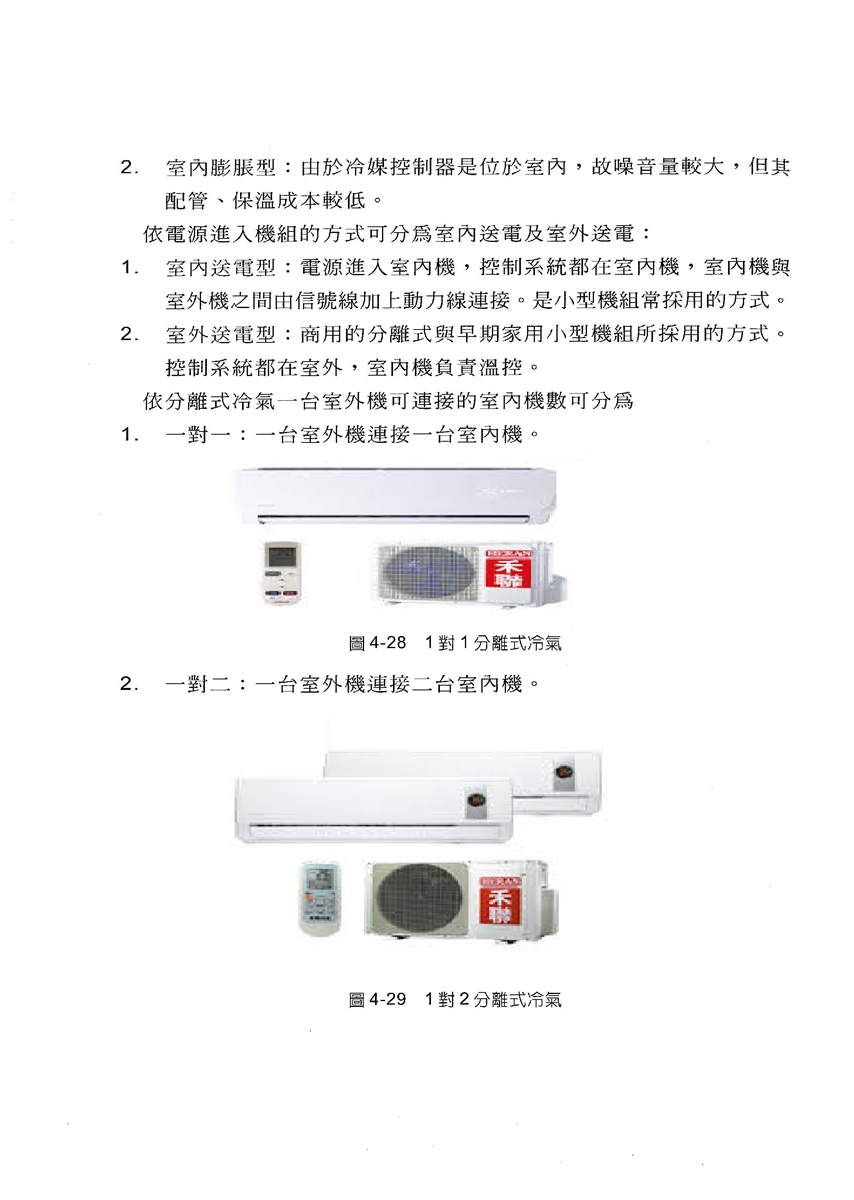 2. 室內膨脹型：由於冷媒控制器是位於室內，故噪音量較大，但其
配管、保溫成本較低。
依電源進入機組的方式可分爲室內送電及室外送電：
1. 室內送電型：電源進入室內機，控制系統都在室內機，室內機與
室外機之間由信號線加上動力線連接。是小型機組常採用的方式。
2. 室外送電型：商用的分離式與早期家用小型機組所採用的方式。
控制系統都在室外，室內機負責溫控。
依分離式冷氣一台室外機可連接的室內機數可分爲
1. 一對一：一台室外機連接一台室內機。
HERAN
禾
聯
圖 4-28 1 對 1 分離式冷氣
2. 一對二：一台室外機連接二台室內機。
HERAN
禾
聯
圖 4-29 1 對 2 分離式冷氣